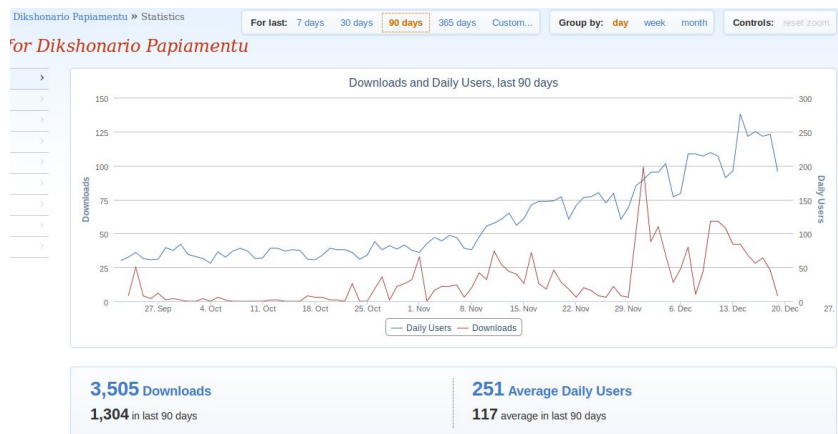 Dikshonario Papiamentu » Statistics
For last: 7 days 30 days 90 days 365 days Custom...
Group by: day week month
Controls: reset zoom
for Dikshonario Papiamentu
Downloads and Daily Users, last 90 days
Downloads
150
125
100
75
50
25
0
Daily Users
300
250
200
150
100
50
0
27. Sep 4. Oct 11. Oct 18. Oct 25. Oct 1. Nov 8. Nov 15. Nov 22. Nov 29. Nov 6. Dec 13. Dec 20. Dec 27.
Daily Users Downloads
3,505 Downloads
1,304 in last 90 days
251 Average Daily Users
117 average in last 90 days